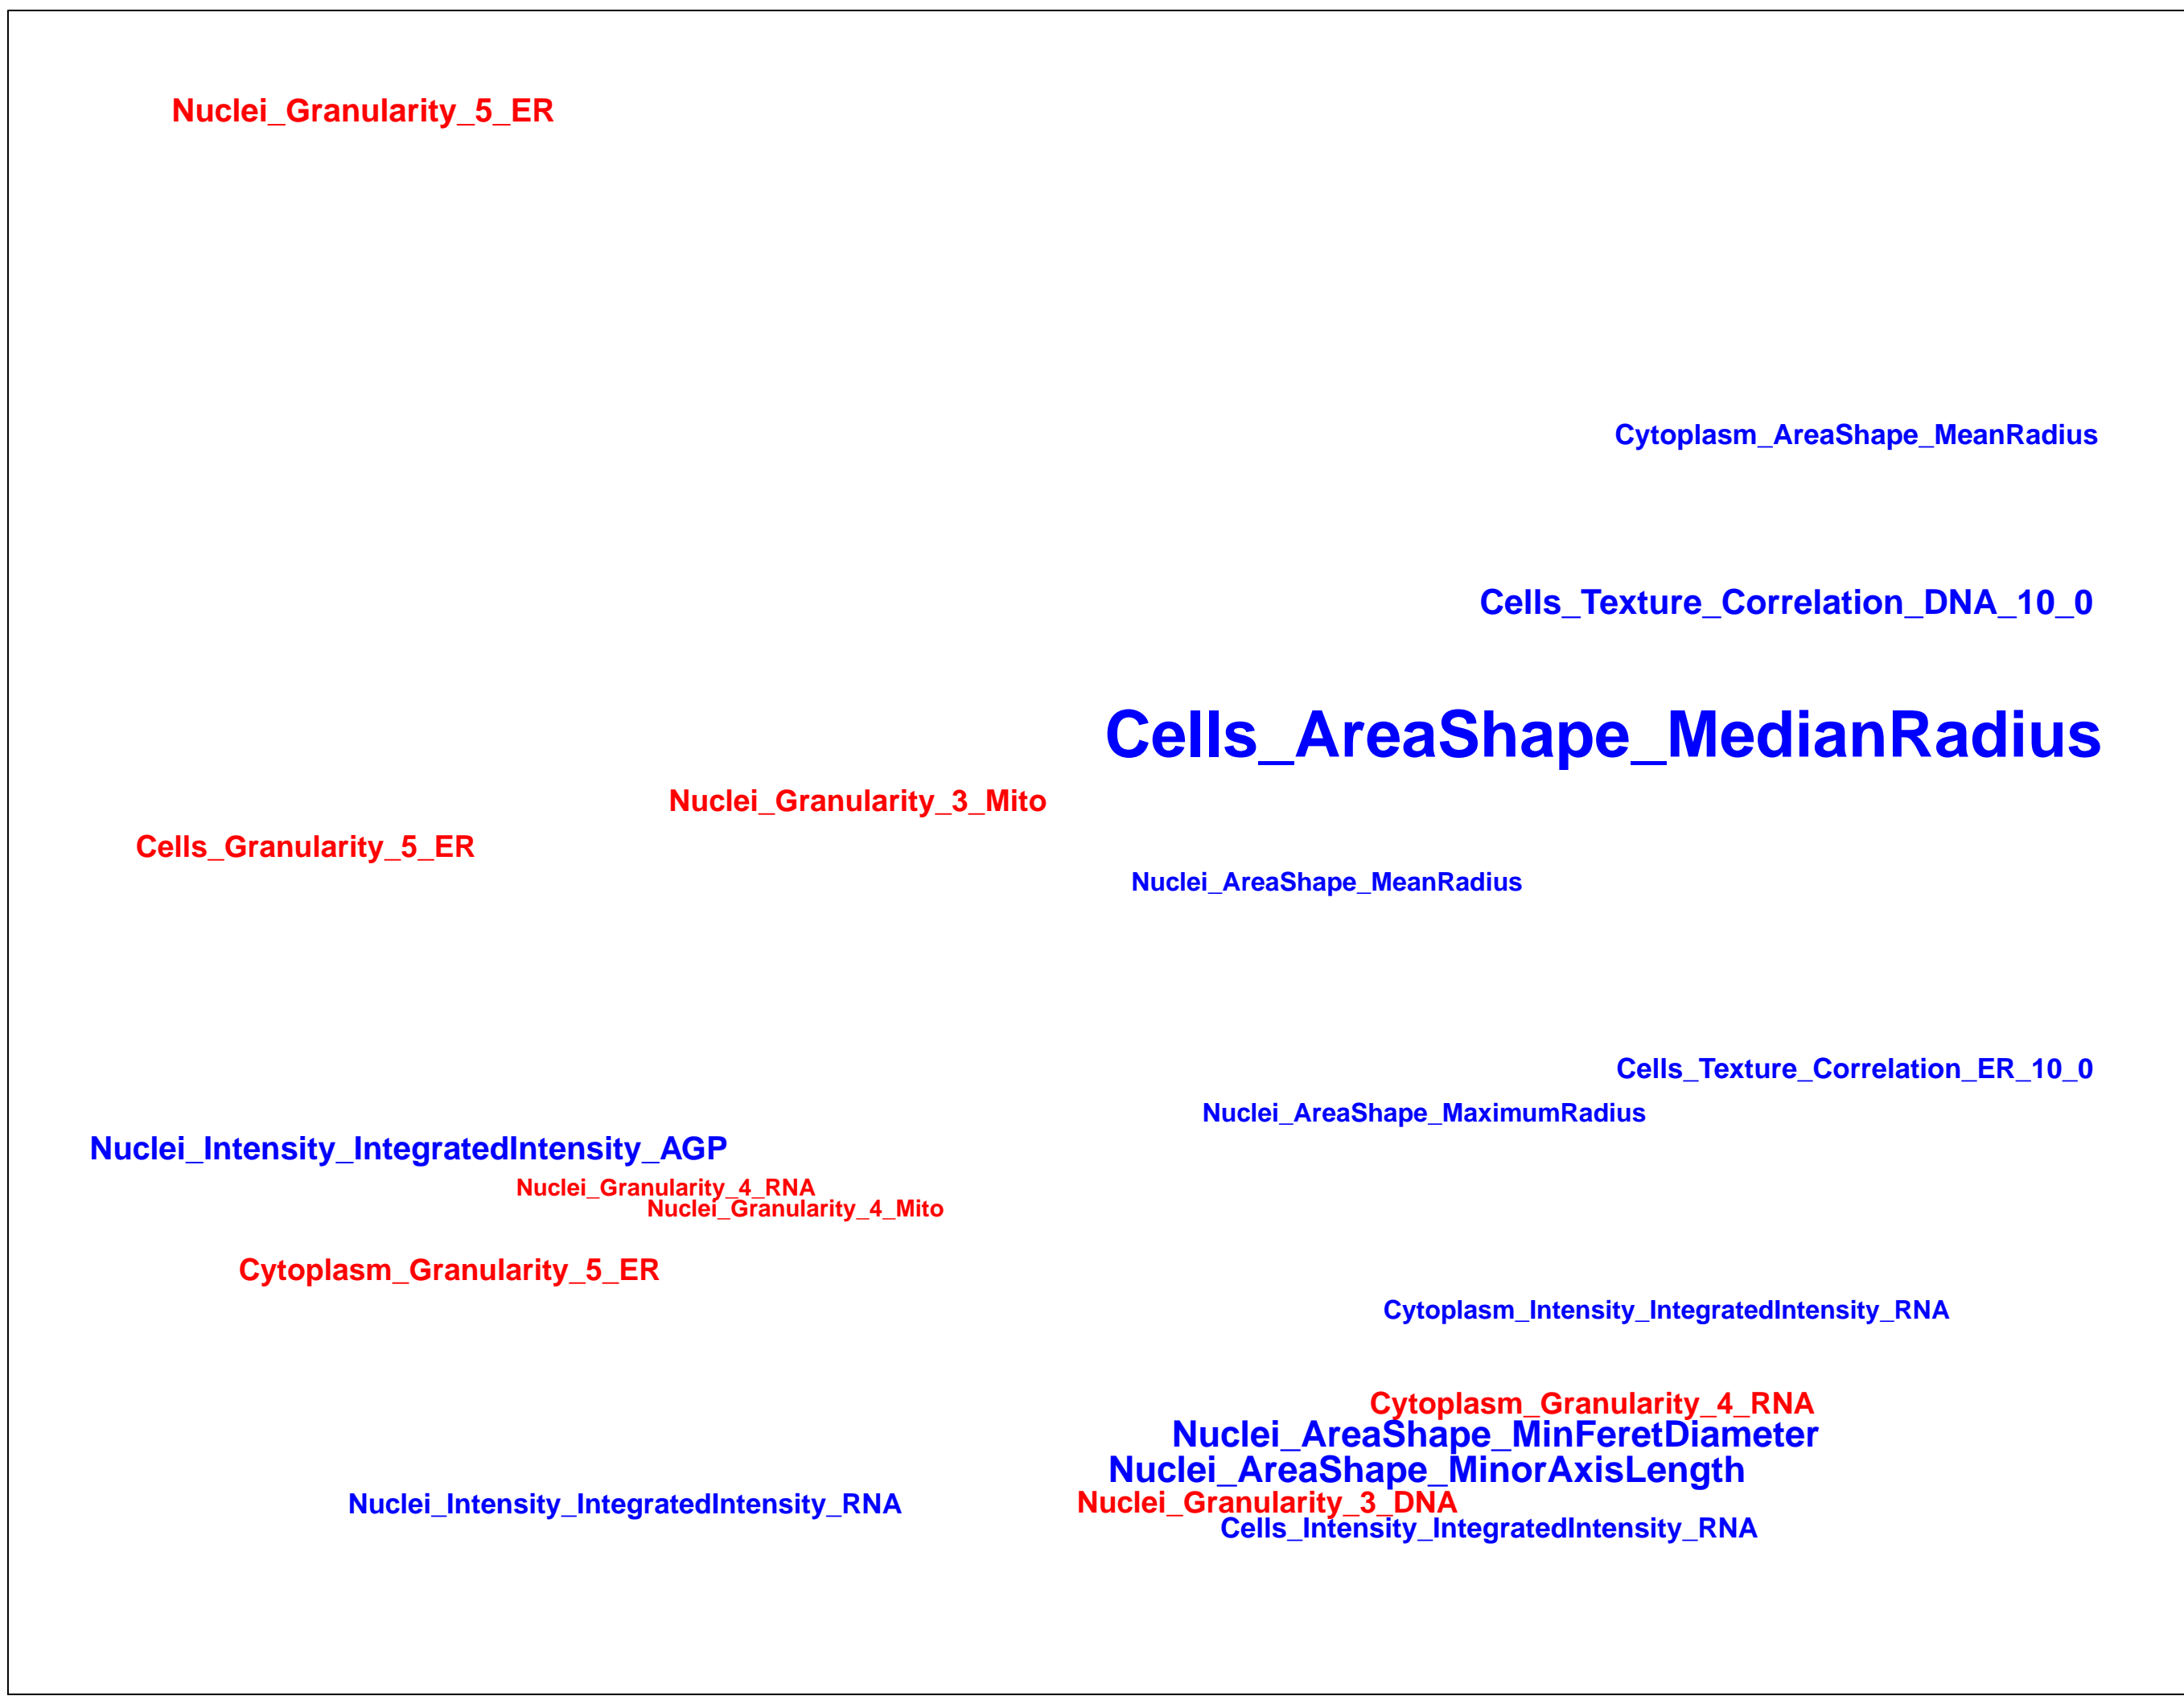 Nuclei_Granularity_5_ER
Cytoplasm_AreaShape_MeanRadius
Cells_Texture_Correlation_DNA_10_0
Cells_AreaShape_MedianRadius
Nuclei_Granularity_3_Mito
Cells_Granularity_5_ER
Nuclei_AreaShape_MeanRadius
Cells_Texture_Correlation_ER_10_0
Nuclei_AreaShape_MaximumRadius
Nuclei_Intensity_IntegratedIntensity_AGP
Nuclei_Granularity_4_RNA
Nuclei_Granularity_4_Mito
Cytoplasm_Granularity_5_ER
Cytoplasm_Intensity_IntegratedIntensity_RNA
Cytoplasm_Granularity_4_RNA
Nuclei_AreaShape_MinFeretDiameter
Nuclei_AreaShape_MinorAxisLength
Nuclei_Granularity_3_DNA
Nuclei_Intensity_IntegratedIntensity_RNA
Cells_Intensity_IntegratedIntensity_RNA